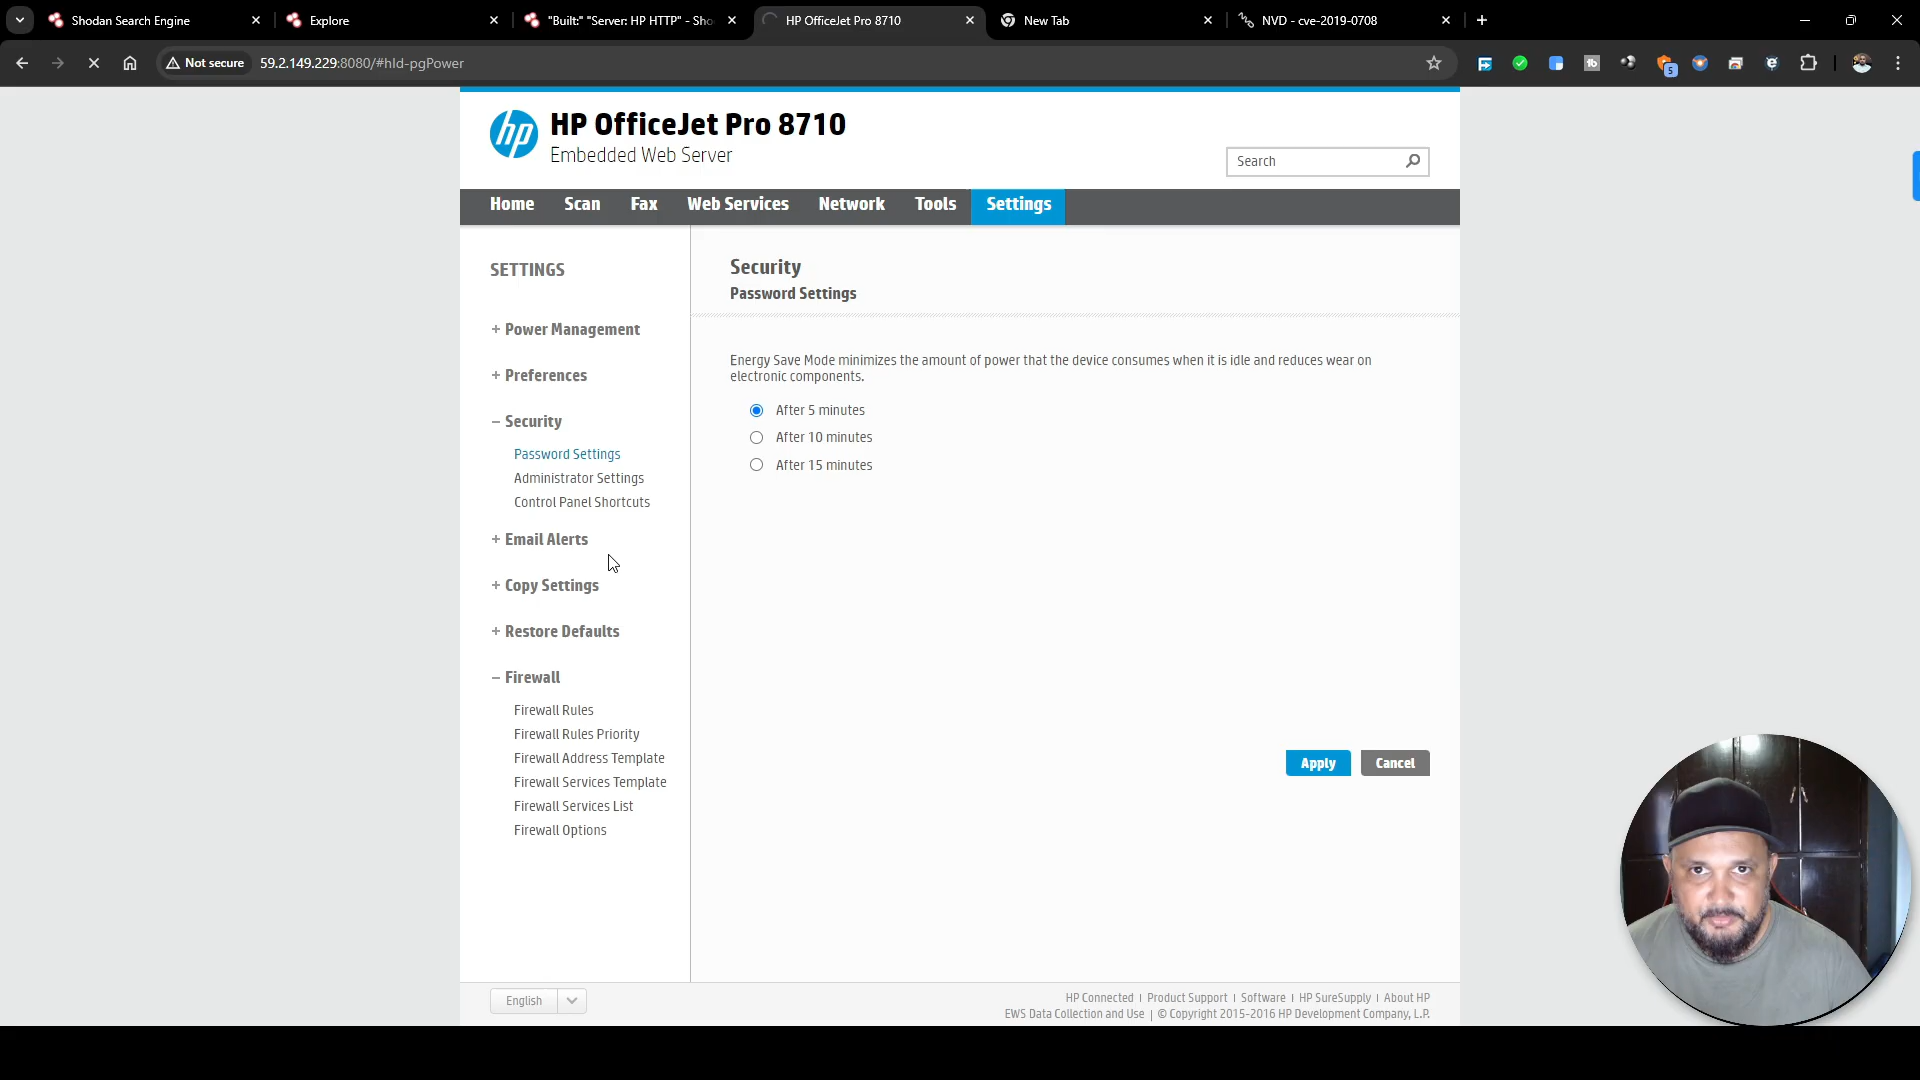 Shodan Search Engine
Explore
"Built:" "Server: HP HTTP" - Sho
HP OfficeJet Pro 8710
New Tab
NVD - cve-2019-0708
Not secure
59.2.149.229:8080/#hId-pgPower
5
hp
HP OfficeJet Pro 8710
Embedded Web Server
Search
Home
Scan
Fax
Web Services
Network
Tools
Settings
SETTINGS
+ Power Management
+ Preferences
– Security
Password Settings
Administrator Settings
Control Panel Shortcuts
+ Email Alerts
+ Copy Settings
+ Restore Defaults
– Firewall
Firewall Rules
Firewall Rules Priority
Firewall Address Template
Firewall Services Template
Firewall Services List
Firewall Options
Security
Password Settings
Energy Save Mode minimizes the amount of power that the device consumes when it is idle and reduces wear on
electronic components.
After 5 minutes
After 10 minutes
After 15 minutes
Apply
Cancel
English
HP Connected | Product Support | Software | HP SureSupply | About HP
EWS Data Collection and Use | © Copyright 2015-2016 HP Development Company, L.P.